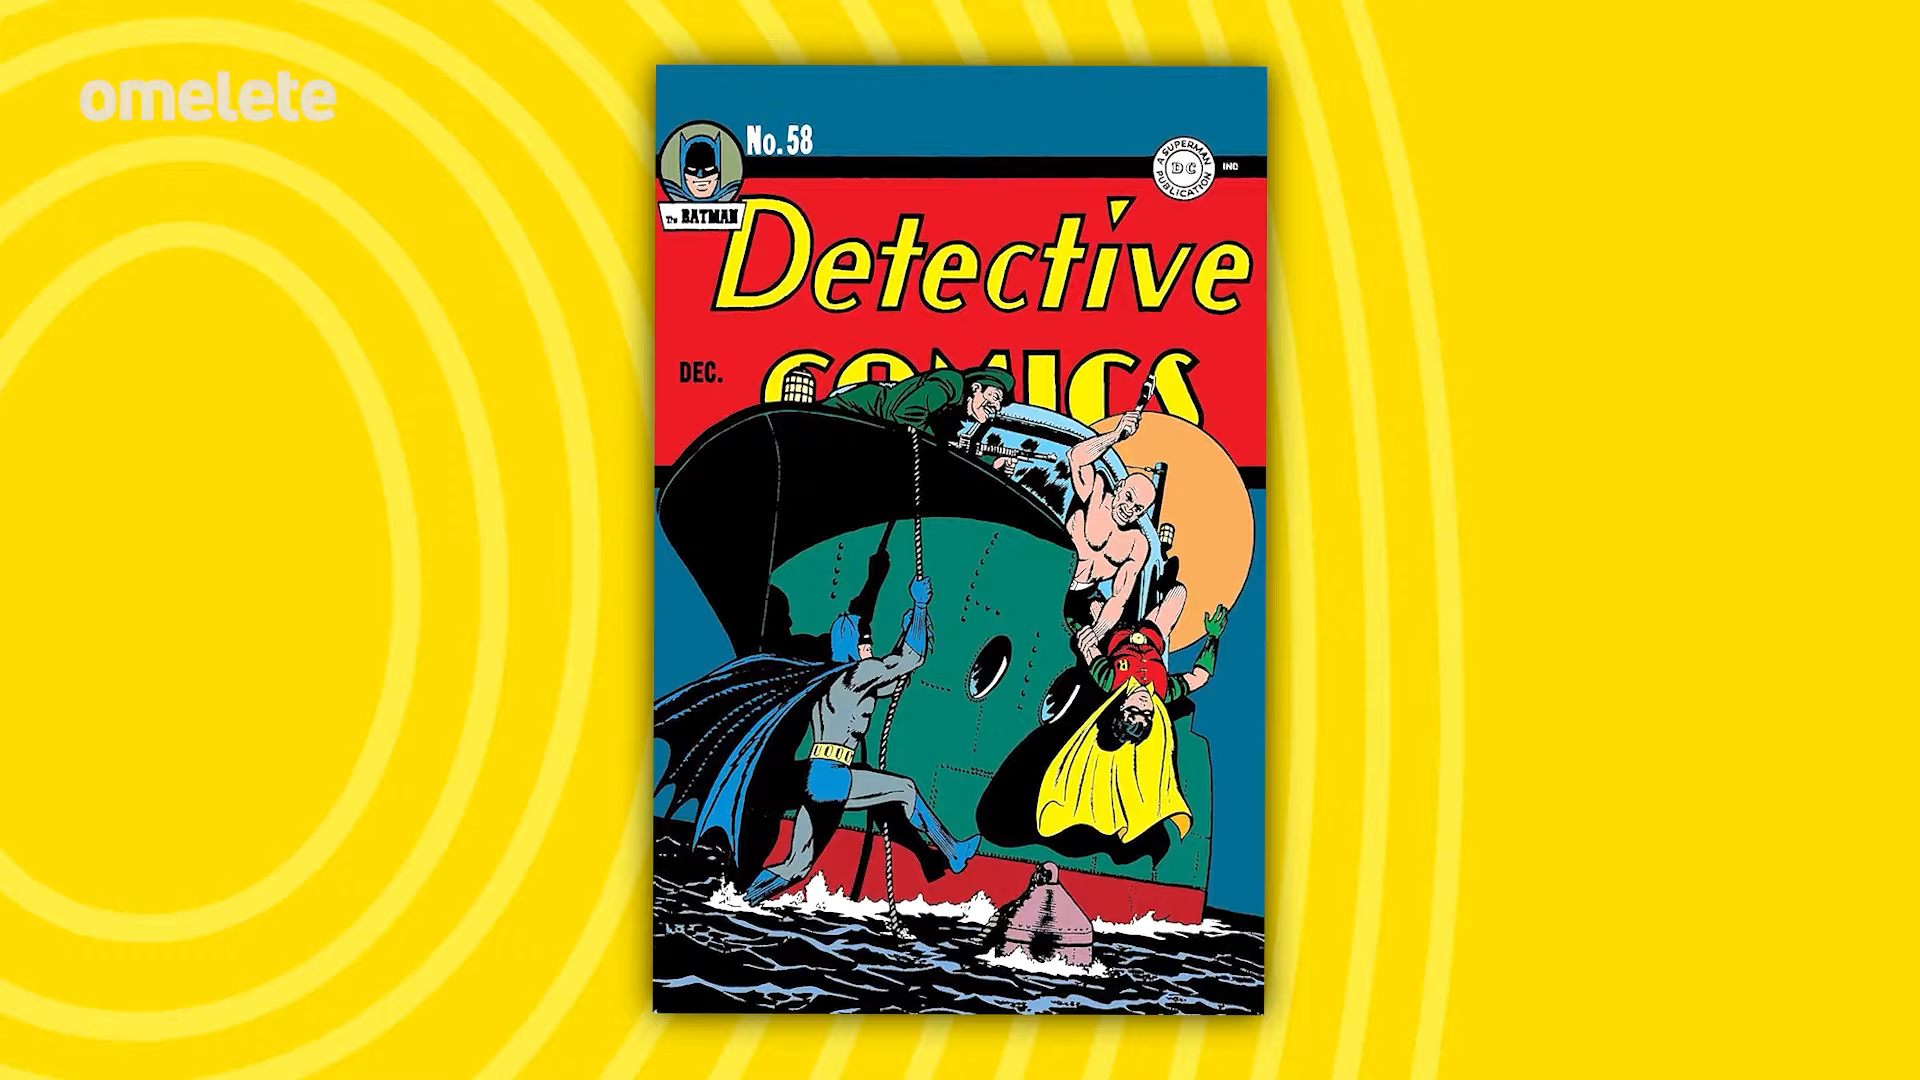 omelete
No. 58
A SUPERMAN
DC
PUBLICATION
INC
The BATMAN
Detective
DEC.
COMICS